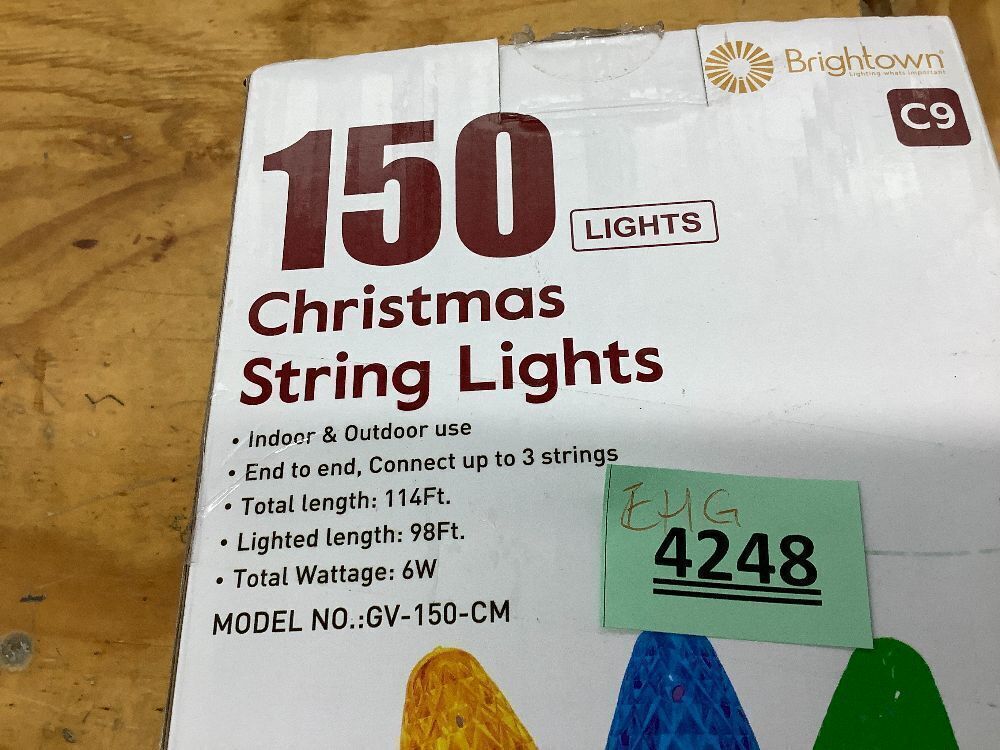 Brightown
Lighting whats important
C9
150
LIGHTS
Christmas
String Lights
• Indoor & Outdoor use
• End to end, Connect up to 3 strings
• Total length: 114Ft.
• Lighted length: 98Ft.
• Total Wattage: 6W
MODEL NO.:GV-150-CM
EHG
4248